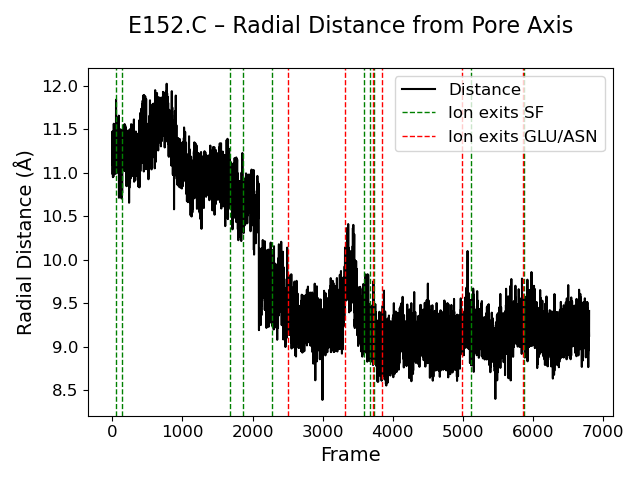 E152.C – Radial Distance from Pore Axis
12.0
11.5
11.0
10.5
10.0
9.5
9.0
8.5
Radial Distance (Å)
Distance
Ion exits SF
Ion exits GLU/ASN
0 1000 2000 3000 4000 5000 6000 7000
Frame